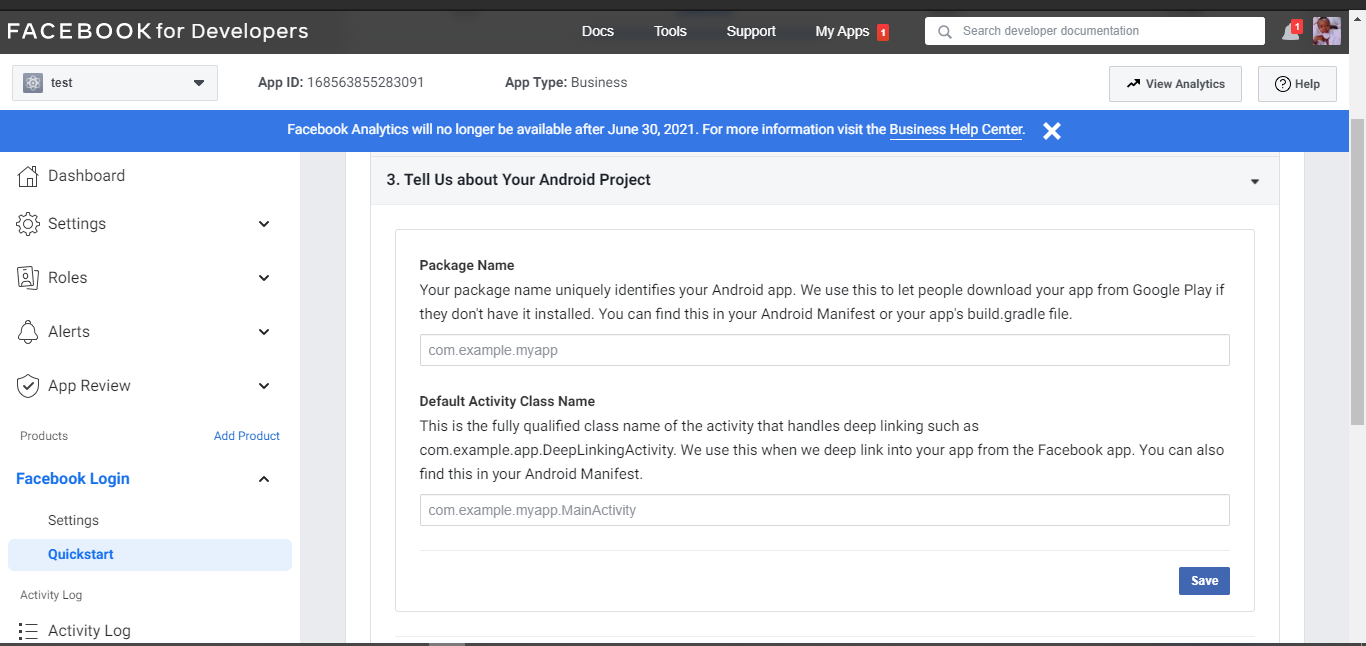 FACEBOOK for Developers
Docs
Tools
Support
My Apps
1
Search developer documentation
1
test
App ID: 168563855283091
App Type: Business
View Analytics
Help
Facebook Analytics will no longer be available after June 30, 2021. For more information visit the Business Help Center.
Dashboard
Settings
Roles
Alerts
App Review
Products
Add Product
Facebook Login
Settings
Quickstart
Activity Log
Activity Log
3. Tell Us about Your Android Project
Package Name
Your package name uniquely identifies your Android app. We use this to let people download your app from Google Play if
they don't have it installed. You can find this in your Android Manifest or your app's build.gradle file.
com.example.myapp
Default Activity Class Name
This is the fully qualified class name of the activity that handles deep linking such as
com.example.app.DeepLinkingActivity. We use this when we deep link into your app from the Facebook app. You can also
find this in your Android Manifest.
com.example.myapp.MainActivity
Save